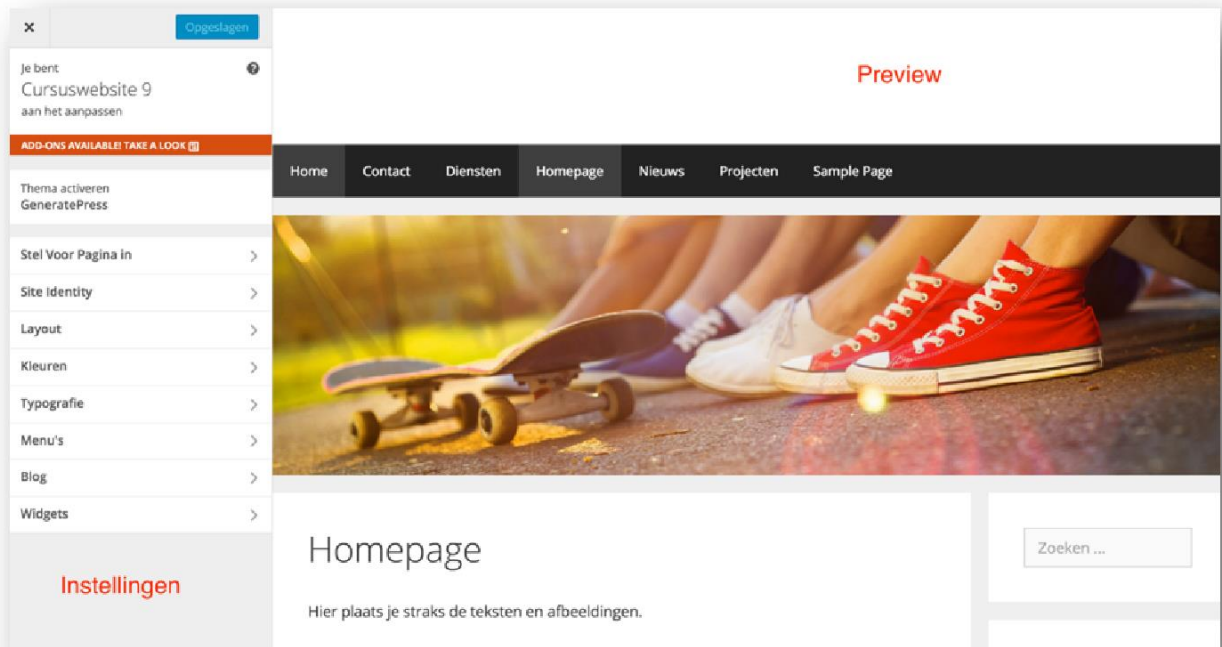 Opgeslagen
Je bent
Cursuswebsite 9
aan het aanpassen
ADD-ONS AVAILABLE! TAKE A LOOK
Thema activeren
GeneratePress
Stel Voor Pagina in
Site Identity
Layout
Kleuren
Typografie
Menu's
Blog
Widgets
Instellingen
Preview
Home Contact Diensten Homepage Nieuws Projecten Sample Page
Homepage
Hier plaats je straks de teksten en afbeeldingen.
Zoeken ...